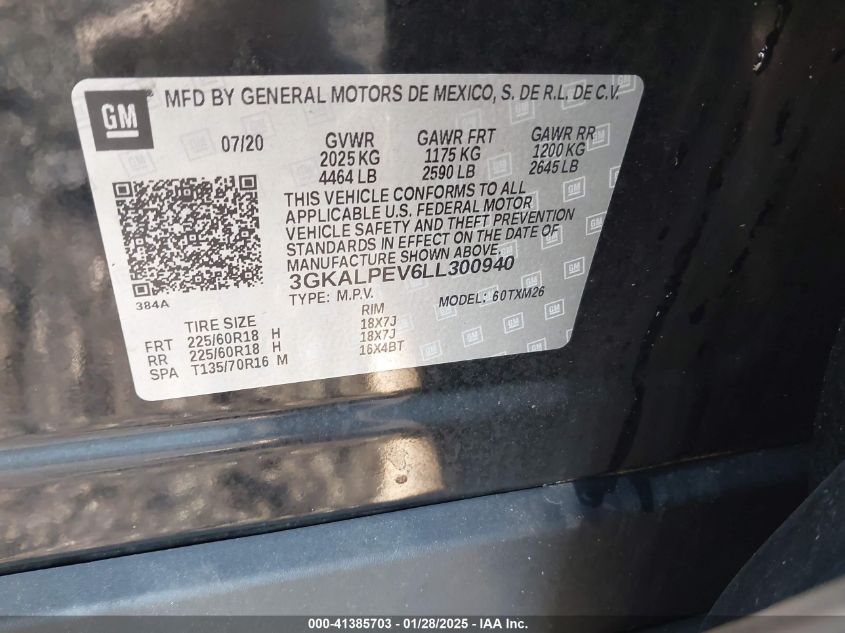 GM
MFD BY GENERAL MOTORS DE MEXICO, S. DE R.L. DE C.V.
07/20 GVWR GAWR FRT GAWR RR
2025 KG 1175 KG 1200 KG
4464 LB 2590 LB 2645 LB
THIS VEHICLE CONFORMS TO ALL
APPLICABLE U.S. FEDERAL MOTOR
VEHICLE SAFETY AND THEFT PREVENTION
STANDARDS IN EFFECT ON THE DATE OF
MANUFACTURE SHOWN ABOVE.
3GKALPEV6LL300940
384A
TYPE: M.P.V. MODEL: 60TXM26
TIRE SIZE RIM
FRT 225/60R18 H 18X7J
RR 225/60R18 H 18X7J
SPA T135/70R16 M 16X4BT
000-41385703 - 01/28/2025 - IAA Inc.